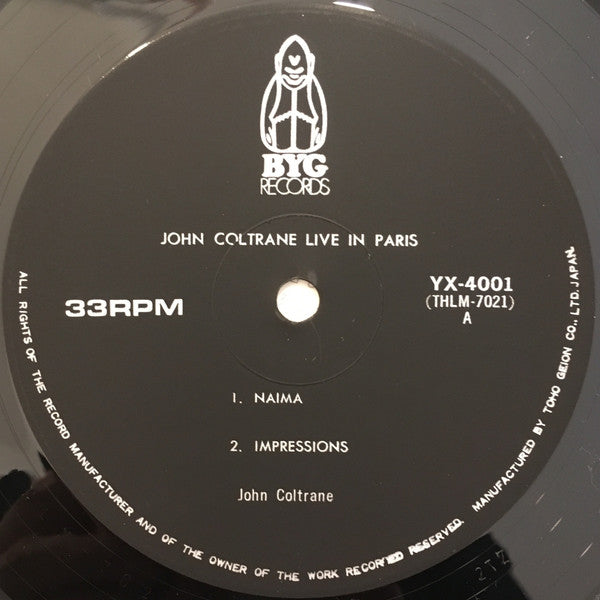 BYG
RECORDS
JOHN COLTRANE LIVE IN PARIS
33RPM
YX-4001
(THLM-7021)
A
1. NAIMA
2. IMPRESSIONS
John Coltrane
ALL RIGHTS OF THE RECORD MANUFACTURER AND OF THE OWNER OF THE WORK RECORDED RESERVED. MANUFACTURED BY TOHO GEION CO., LTD. JAPAN.